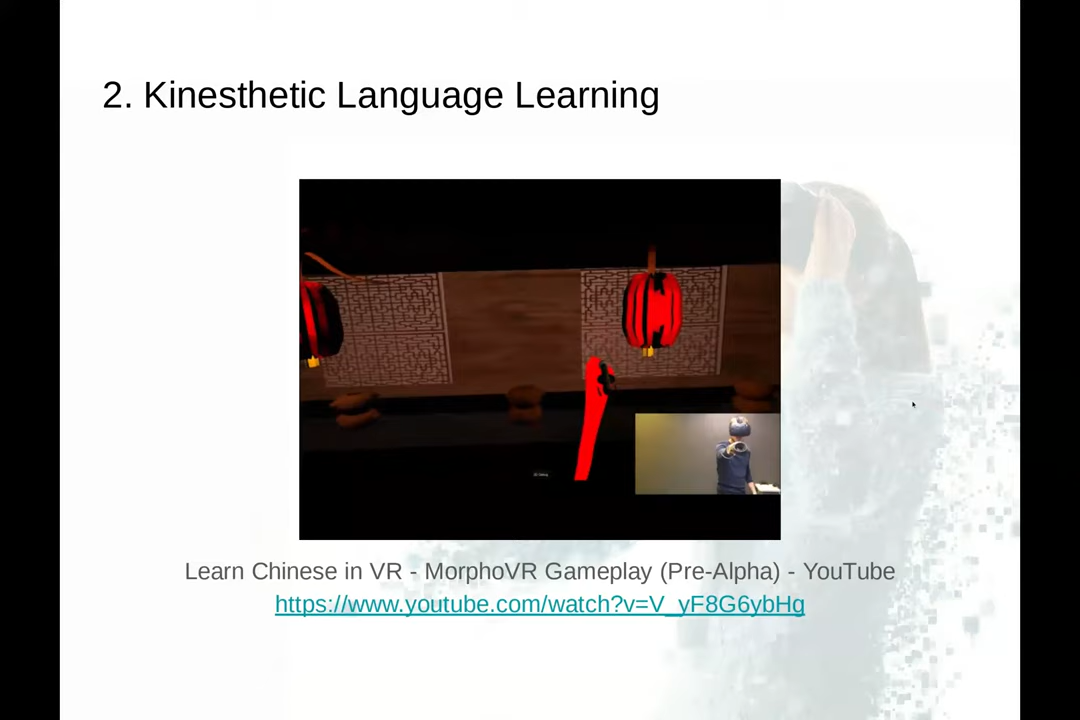 2. Kinesthetic Language Learning
Learn Chinese in VR - MorphoVR Gameplay (Pre-Alpha) - YouTube
https://www.youtube.com/watch?v=V_yF8G6ybHg